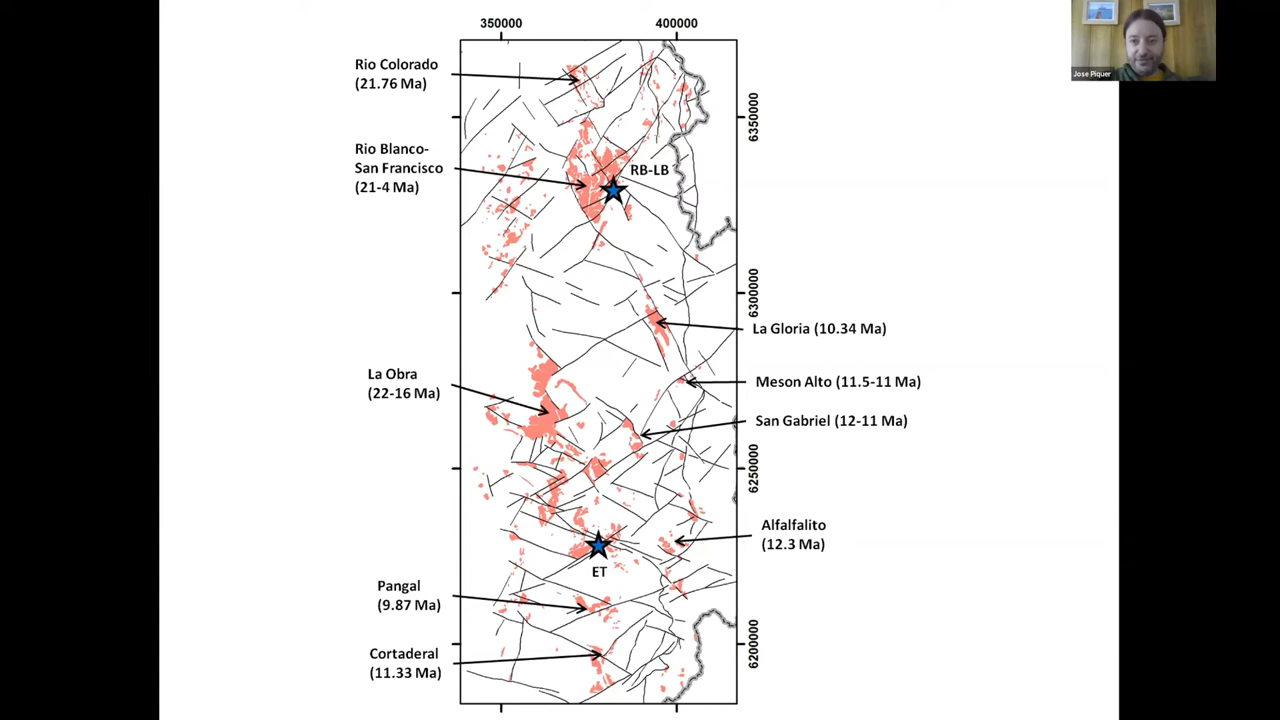 350000
400000
Jose Piquer
Rio Colorado
(21.76 Ma)
6350000
Rio Blanco-
San Francisco
(21-4 Ma)
RB-LB
6300000
La Gloria (10.34 Ma)
La Obra
(22-16 Ma)
Meson Alto (11.5-11 Ma)
San Gabriel (12-11 Ma)
6250000
Alfalfalito
(12.3 Ma)
ET
Pangal
(9.87 Ma)
6200000
Cortaderal
(11.33 Ma)